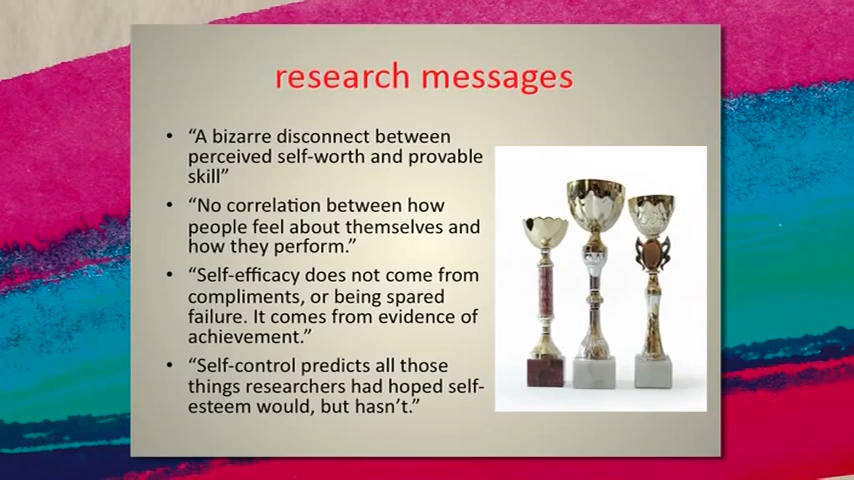 research messages
• “A bizarre disconnect between
perceived self-worth and provable
skill”
• “No correlation between how
people feel about themselves and
how they perform.”
• “Self-efficacy does not come from
compliments, or being spared
failure. It comes from evidence of
achievement.”
• “Self-control predicts all those
things researchers had hoped self-
esteem would, but hasn’t.”